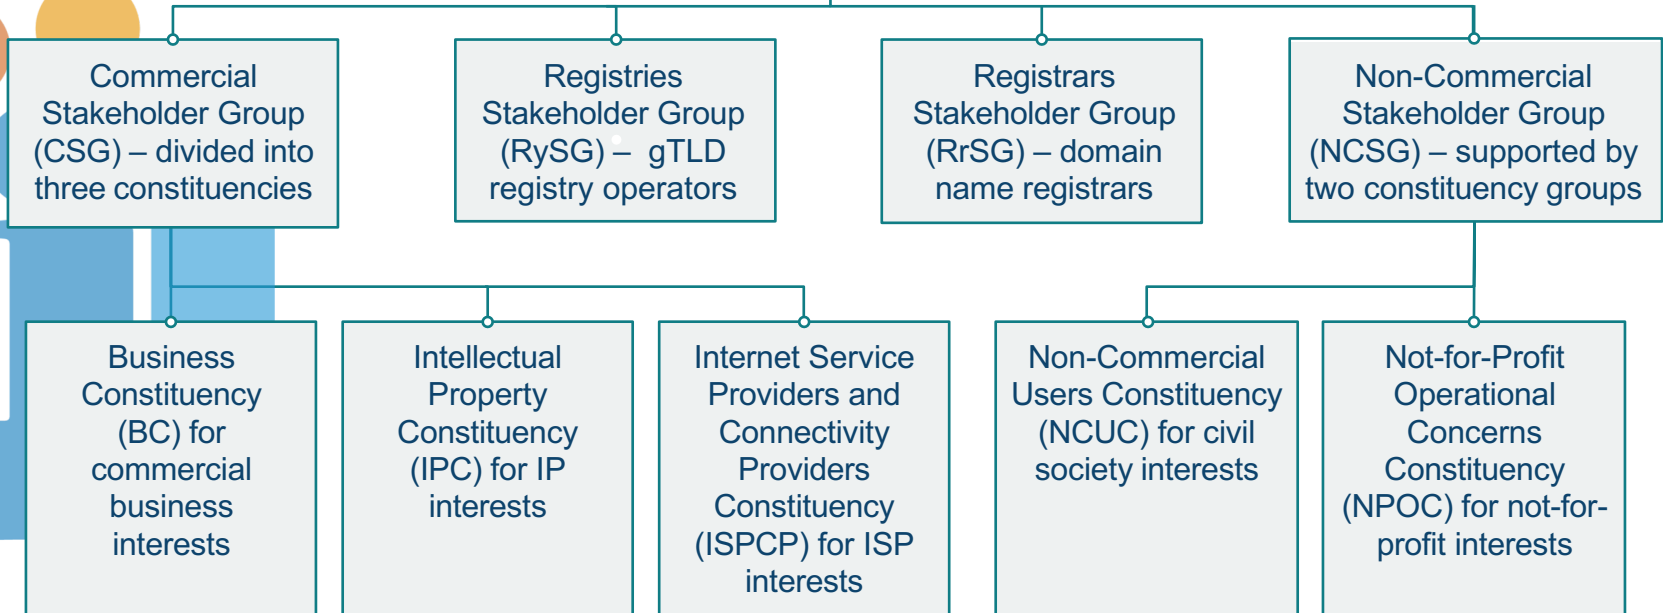 Commercial
Stakeholder Group
(CSG) – divided into
three constituencies
Registries
Stakeholder Group
(RySG) – gTLD
registry operators
Registrars
Stakeholder Group
(RrSG) – domain
name registrars
Non-Commercial
Stakeholder Group
(NCSG) – supported by
two constituency groups
Business
Constituency
(BC) for
commercial
business
interests
Intellectual
Property
Constituency
(IPC) for IP
interests
Internet Service
Providers and
Connectivity
Providers
Constituency
(ISPCP) for ISP
interests
Non-Commercial
Users Constituency
(NCUC) for civil
society interests
Not-for-Profit
Operational
Concerns
Constituency
(NPOC) for not-for-
profit interests